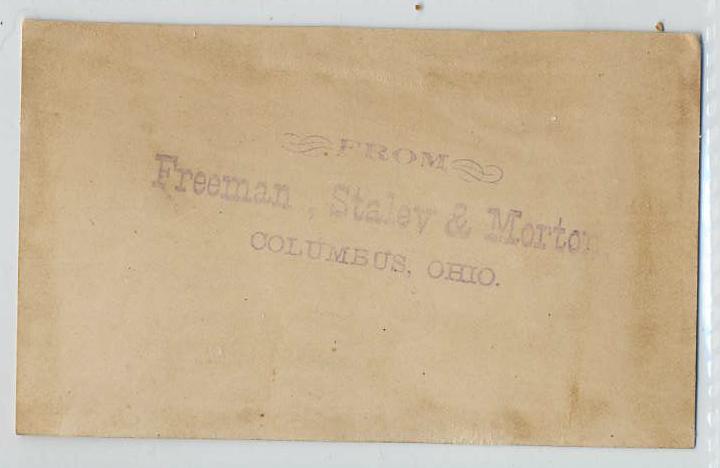 FROM
Freeman, Staley & Morton,
COLUMBUS, OHIO.